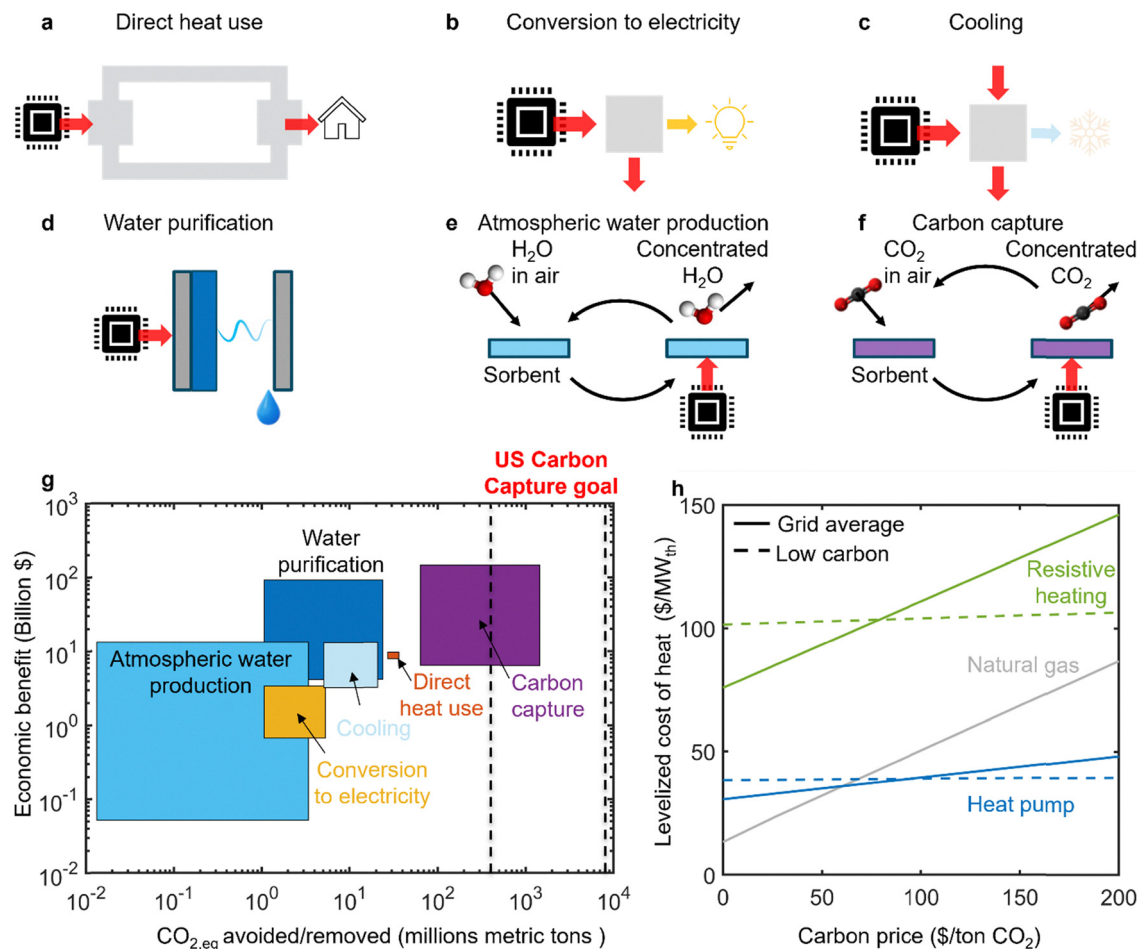 a Direct heat use
b Conversion to electricity
c Cooling
d Water purification
e Atmospheric water production
H2O
in air
Concentrated
H2O
Sorbent
f Carbon capture
CO2
in air
Concentrated
CO2
Sorbent
g
US Carbon
Capture goal
Economic benefit (Billion $)
10^3
10^2
10^1
10^0
10^-1
10^-2
Water
purification
Atmospheric water
production
Cooling
Direct
heat use
Carbon
capture
Conversion
to electricity
10^-2 10^-1 10^0 10^1 10^2 10^3 10^4
CO2,eq avoided/removed (millions metric tons )
h
Levelized cost of heat ($/MWth)
150
100
50
0
Grid average
Low carbon
Resistive
heating
Natural gas
Heat pump
0 50 100 150 200
Carbon price ($/ton CO2)